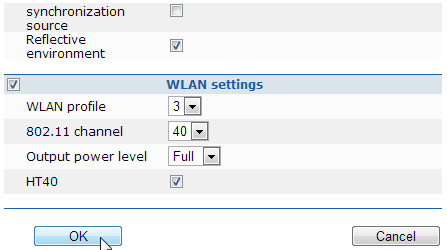 synchronization
source
Reflective
environment
WLAN settings
WLAN profile 3
802.11 channel 40
Output power level Full
HT40
OK Cancel